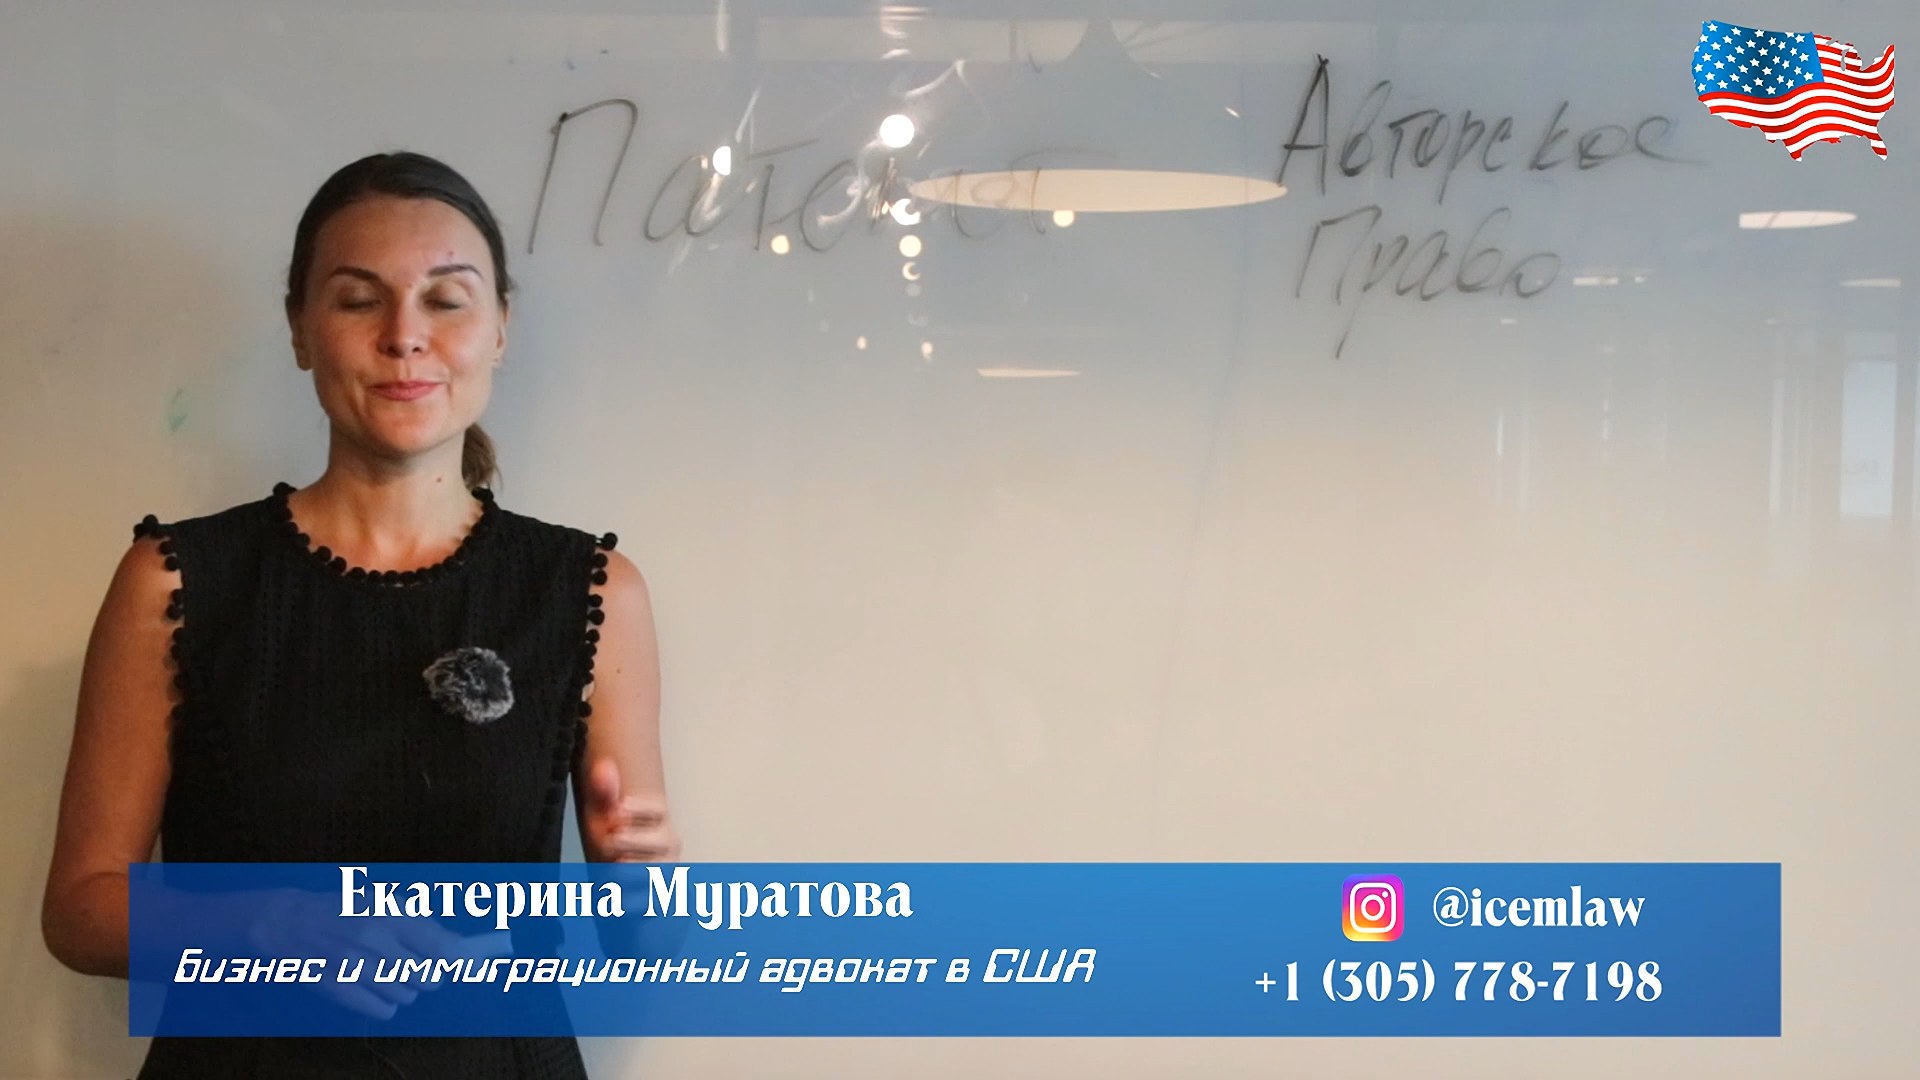 Патент
Авторское
Право
Екатерина Муратова
бизнес и иммиграционный адвокат в США
@icemlaw
+1 (305) 778-7198